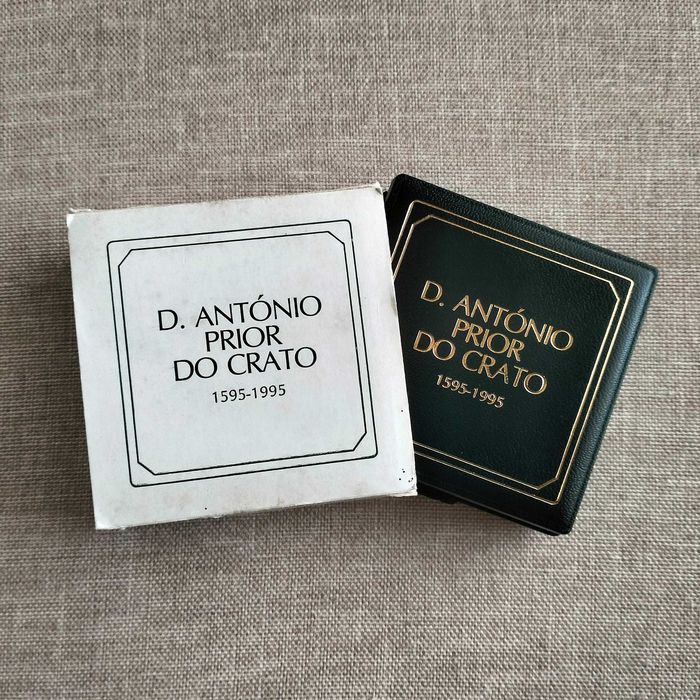 D. ANTÓNIO
PRIOR
DO CRATO
1595-1995
D. ANTÓNIO
PRIOR
DO CRATO
1595-1995